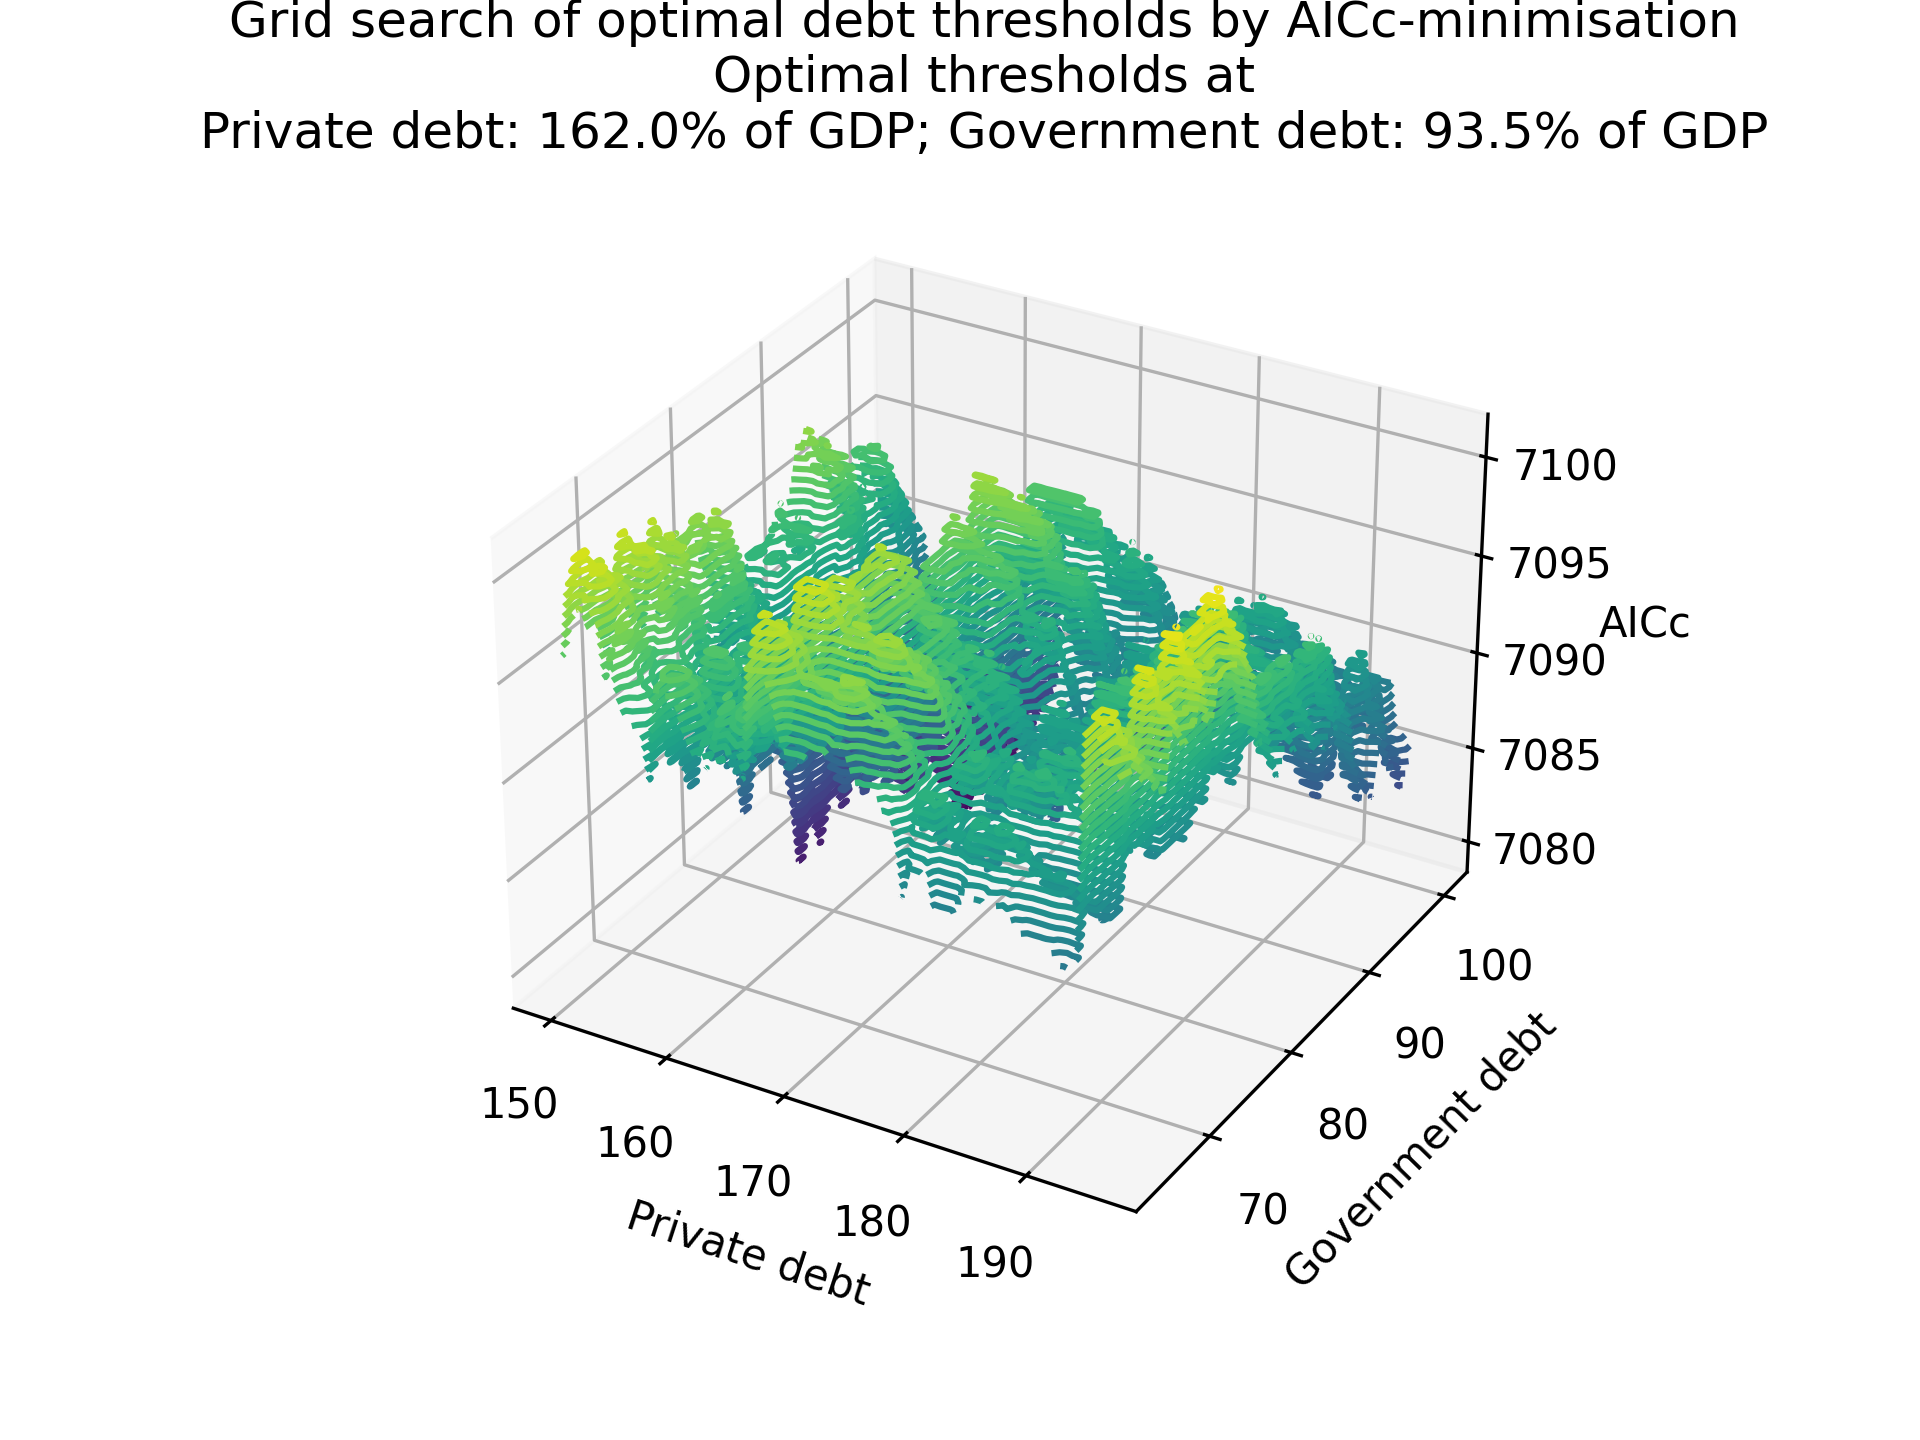 Grid search of optimal debt thresholds by AICc-minimisation
Optimal thresholds at
Private debt: 162.0% of GDP; Government debt: 93.5% of GDP
7100
7095
AICc
7090
7085
7080
100
90
80
70
Government debt
150
160
170
180
190
Private debt